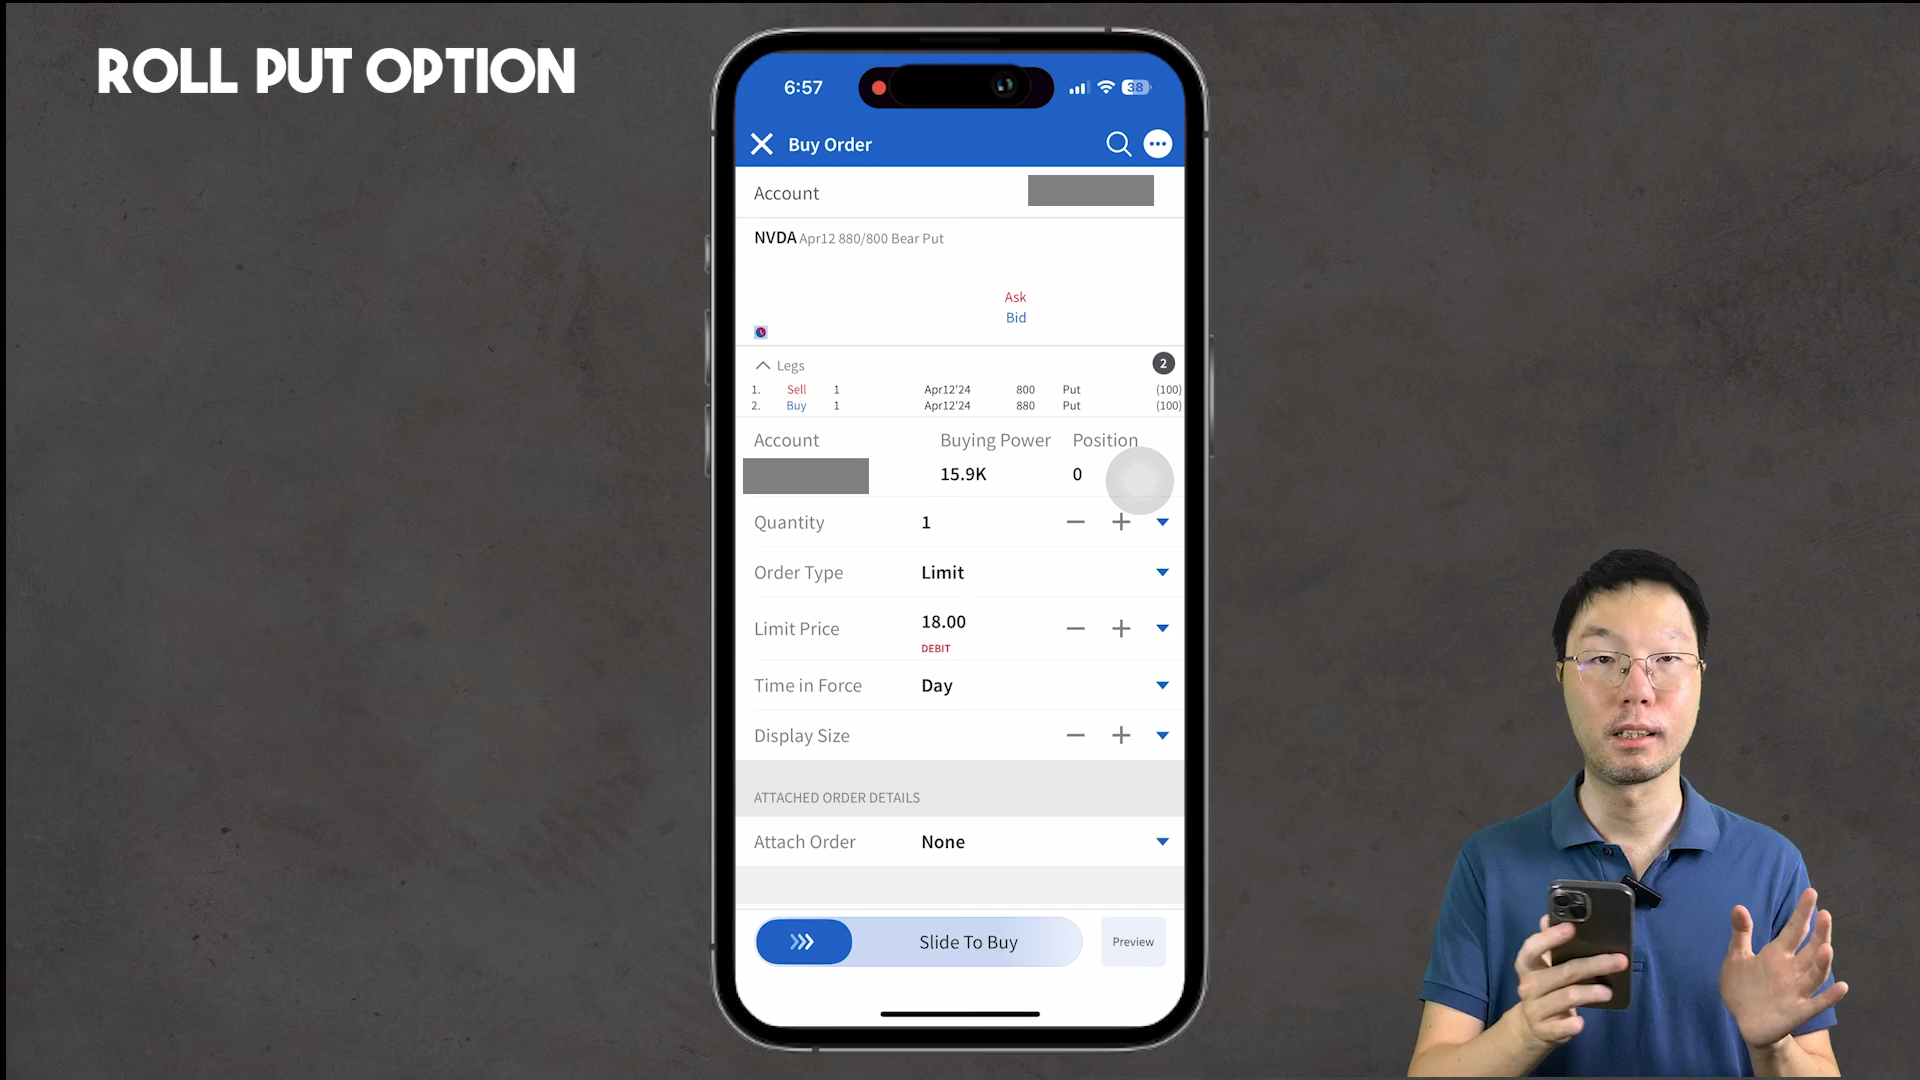 ROLL PUT OPTION
6:57
38
Buy Order
Account
NVDA Apr12 880/800 Bear Put
Ask
Bid
Legs 2
1. Sell 1 Apr12'24 800 Put (100)
2. Buy 1 Apr12'24 880 Put (100)
Account Buying Power Position
15.9K 0
Quantity 1
Order Type Limit
Limit Price 18.00
DEBIT
Time in Force Day
Display Size
ATTACHED ORDER DETAILS
Attach Order None
Slide To Buy Preview